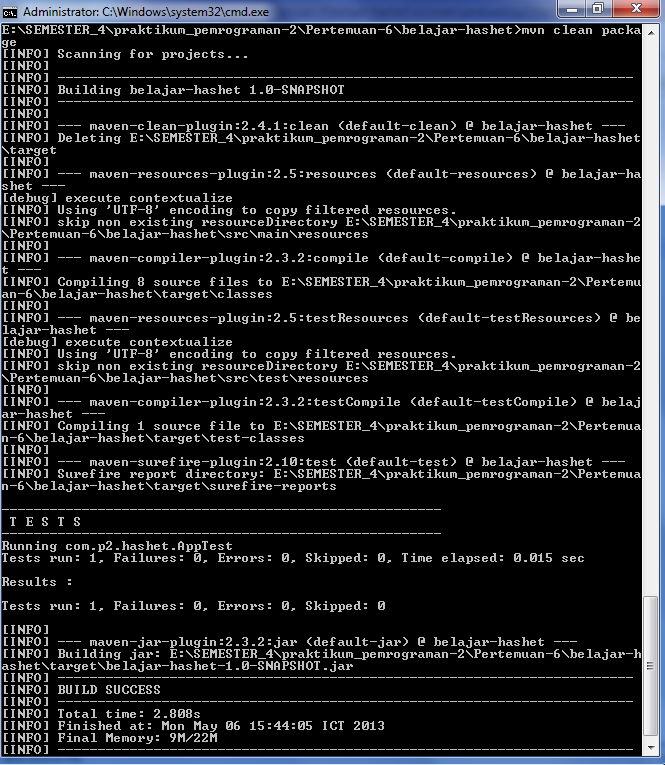 Administrator: C:\Windows\system32\cmd.exe
E:\SEMESTER_4\praktikum_pemrograman-2\Pertemuan-6\belajar-hashet>mvn clean packa
ge
[INFO] Scanning for projects...
[INFO]
[INFO] ------------------------------------------------------------------------
[INFO] Building belajar-hashet 1.0-SNAPSHOT
[INFO] ------------------------------------------------------------------------
[INFO]
[INFO] --- maven-clean-plugin:2.4.1:clean (default-clean) @ belajar-hashet ---
[INFO] Deleting E:\SEMESTER_4\praktikum_pemrograman-2\Pertemuan-6\belajar-hashet
\target
[INFO]
[INFO] --- maven-resources-plugin:2.5:resources (default-resources) @ belajar-ha
shet ---
[debug] execute contextualize
[INFO] Using 'UTF-8' encoding to copy filtered resources.
[INFO] skip non existing resourceDirectory E:\SEMESTER_4\praktikum_pemrograman-2
\Pertemuan-6\belajar-hashet\src\main\resources
[INFO]
[INFO] --- maven-compiler-plugin:2.3.2:compile (default-compile) @ belajar-hashe
t ---
[INFO] Compiling 8 source files to E:\SEMESTER_4\praktikum_pemrograman-2\Pertemu
an-6\belajar-hashet\target\classes
[INFO]
[INFO] --- maven-resources-plugin:2.5:testResources (default-testResources) @ be
lajar-hashet ---
[debug] execute contextualize
[INFO] Using 'UTF-8' encoding to copy filtered resources.
[INFO] skip non existing resourceDirectory E:\SEMESTER_4\praktikum_pemrograman-2
\Pertemuan-6\belajar-hashet\src\test\resources
[INFO]
[INFO] --- maven-compiler-plugin:2.3.2:testCompile (default-testCompile) @ belaj
ar-hashet ---
[INFO] Compiling 1 source file to E:\SEMESTER_4\praktikum_pemrograman-2\Pertemua
n-6\belajar-hashet\target\test-classes
[INFO]
[INFO] --- maven-surefire-plugin:2.10:test (default-test) @ belajar-hashet ---
[INFO] Surefire report directory: E:\SEMESTER_4\praktikum_pemrograman-2\Pertemua
n-6\belajar-hashet\target\surefire-reports
-------------------------------------------------------
T E S T S
-------------------------------------------------------
Running com.p2.hashet.AppTest
Tests run: 1, Failures: 0, Errors: 0, Skipped: 0, Time elapsed: 0.015 sec
Results :
Tests run: 1, Failures: 0, Errors: 0, Skipped: 0
[INFO]
[INFO] --- maven-jar-plugin:2.3.2:jar (default-jar) @ belajar-hashet ---
[INFO] Building jar: E:\SEMESTER_4\praktikum_pemrograman-2\Pertemuan-6\belajar-h
ashet\target\belajar-hashet-1.0-SNAPSHOT.jar
[INFO] ------------------------------------------------------------------------
[INFO] BUILD SUCCESS
[INFO] ------------------------------------------------------------------------
[INFO] Total time: 2.808s
[INFO] Finished at: Mon May 06 15:44:05 ICT 2013
[INFO] Final Memory: 9M/22M
[INFO] ------------------------------------------------------------------------